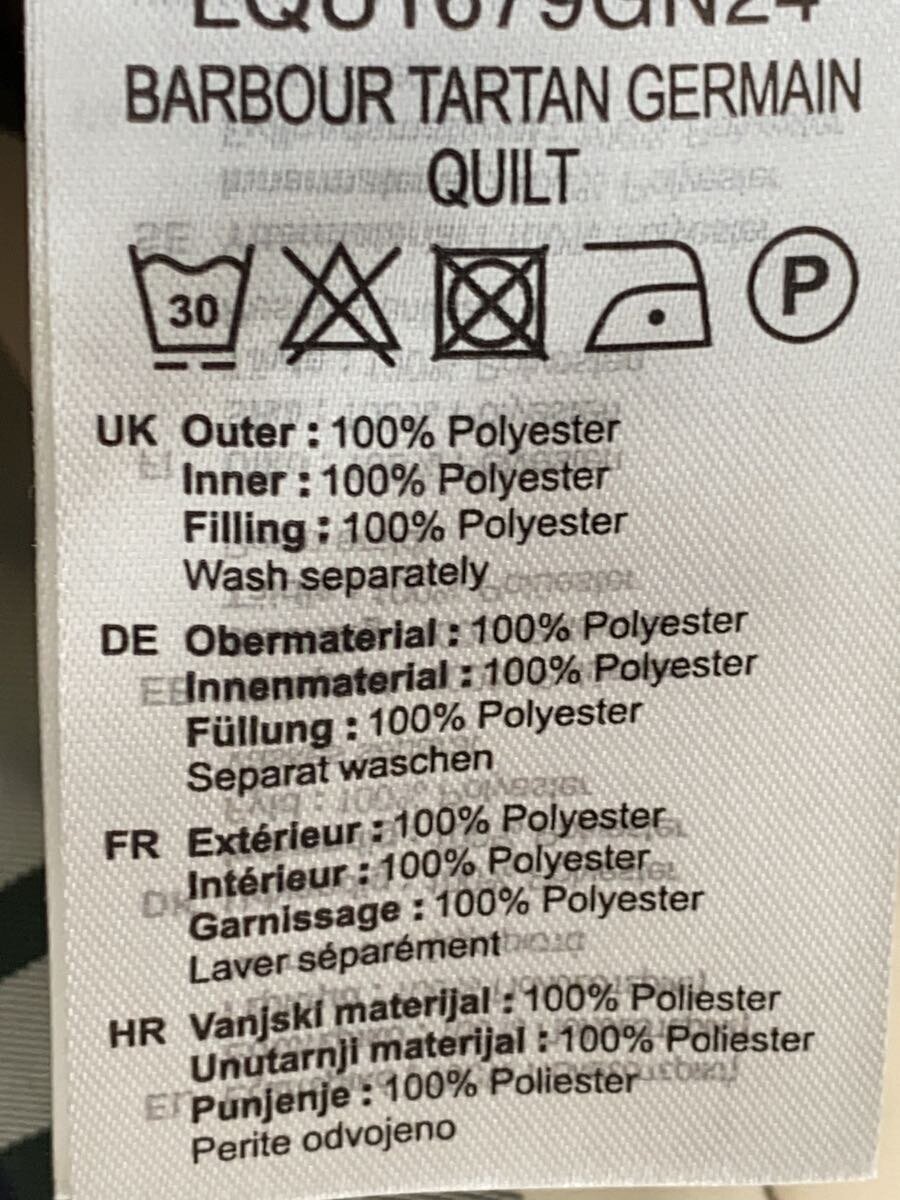 LQU1679GN24
BARBOUR TARTAN GERMAIN
QUILT
30
P
UK Outer : 100% Polyester
Inner : 100% Polyester
Filling : 100% Polyester
Wash separately
DE Obermaterial : 100% Polyester
Innenmaterial : 100% Polyester
Füllung : 100% Polyester
Separat waschen
FR Extérieur : 100% Polyester
Intérieur : 100% Polyester
Garnissage : 100% Polyester
Laver séparément
HR Vanjski materijal : 100% Poliester
Unutarnji materijal : 100% Poliester
Punjenje : 100% Poliester
Perite odvojeno